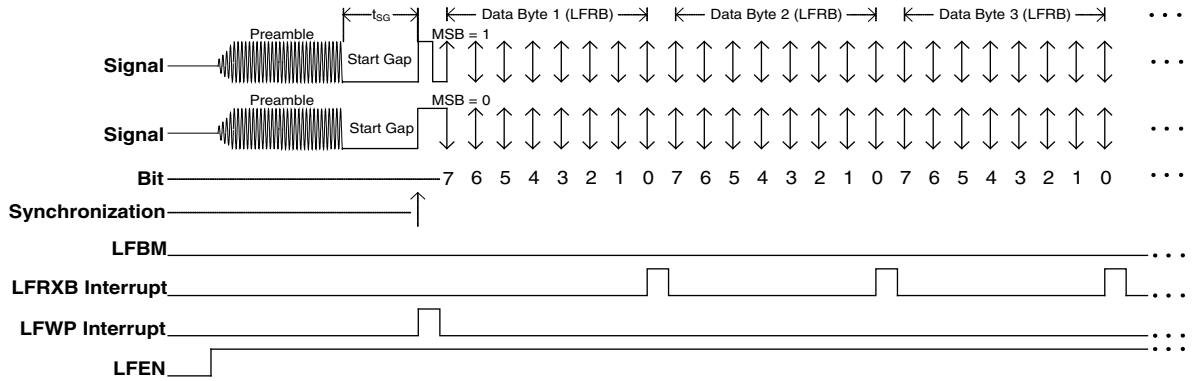 tSG
Data Byte 1 (LFRB)
Data Byte 2 (LFRB)
Data Byte 3 (LFRB)
Preamble
MSB = 1
Signal
Start Gap
Preamble
MSB = 0
Signal
Start Gap
Bit
7 6 5 4 3 2 1 0 7 6 5 4 3 2 1 0 7 6 5 4 3 2 1 0
Synchronization
LFBM
LFRXB Interrupt
LFWP Interrupt
LFEN